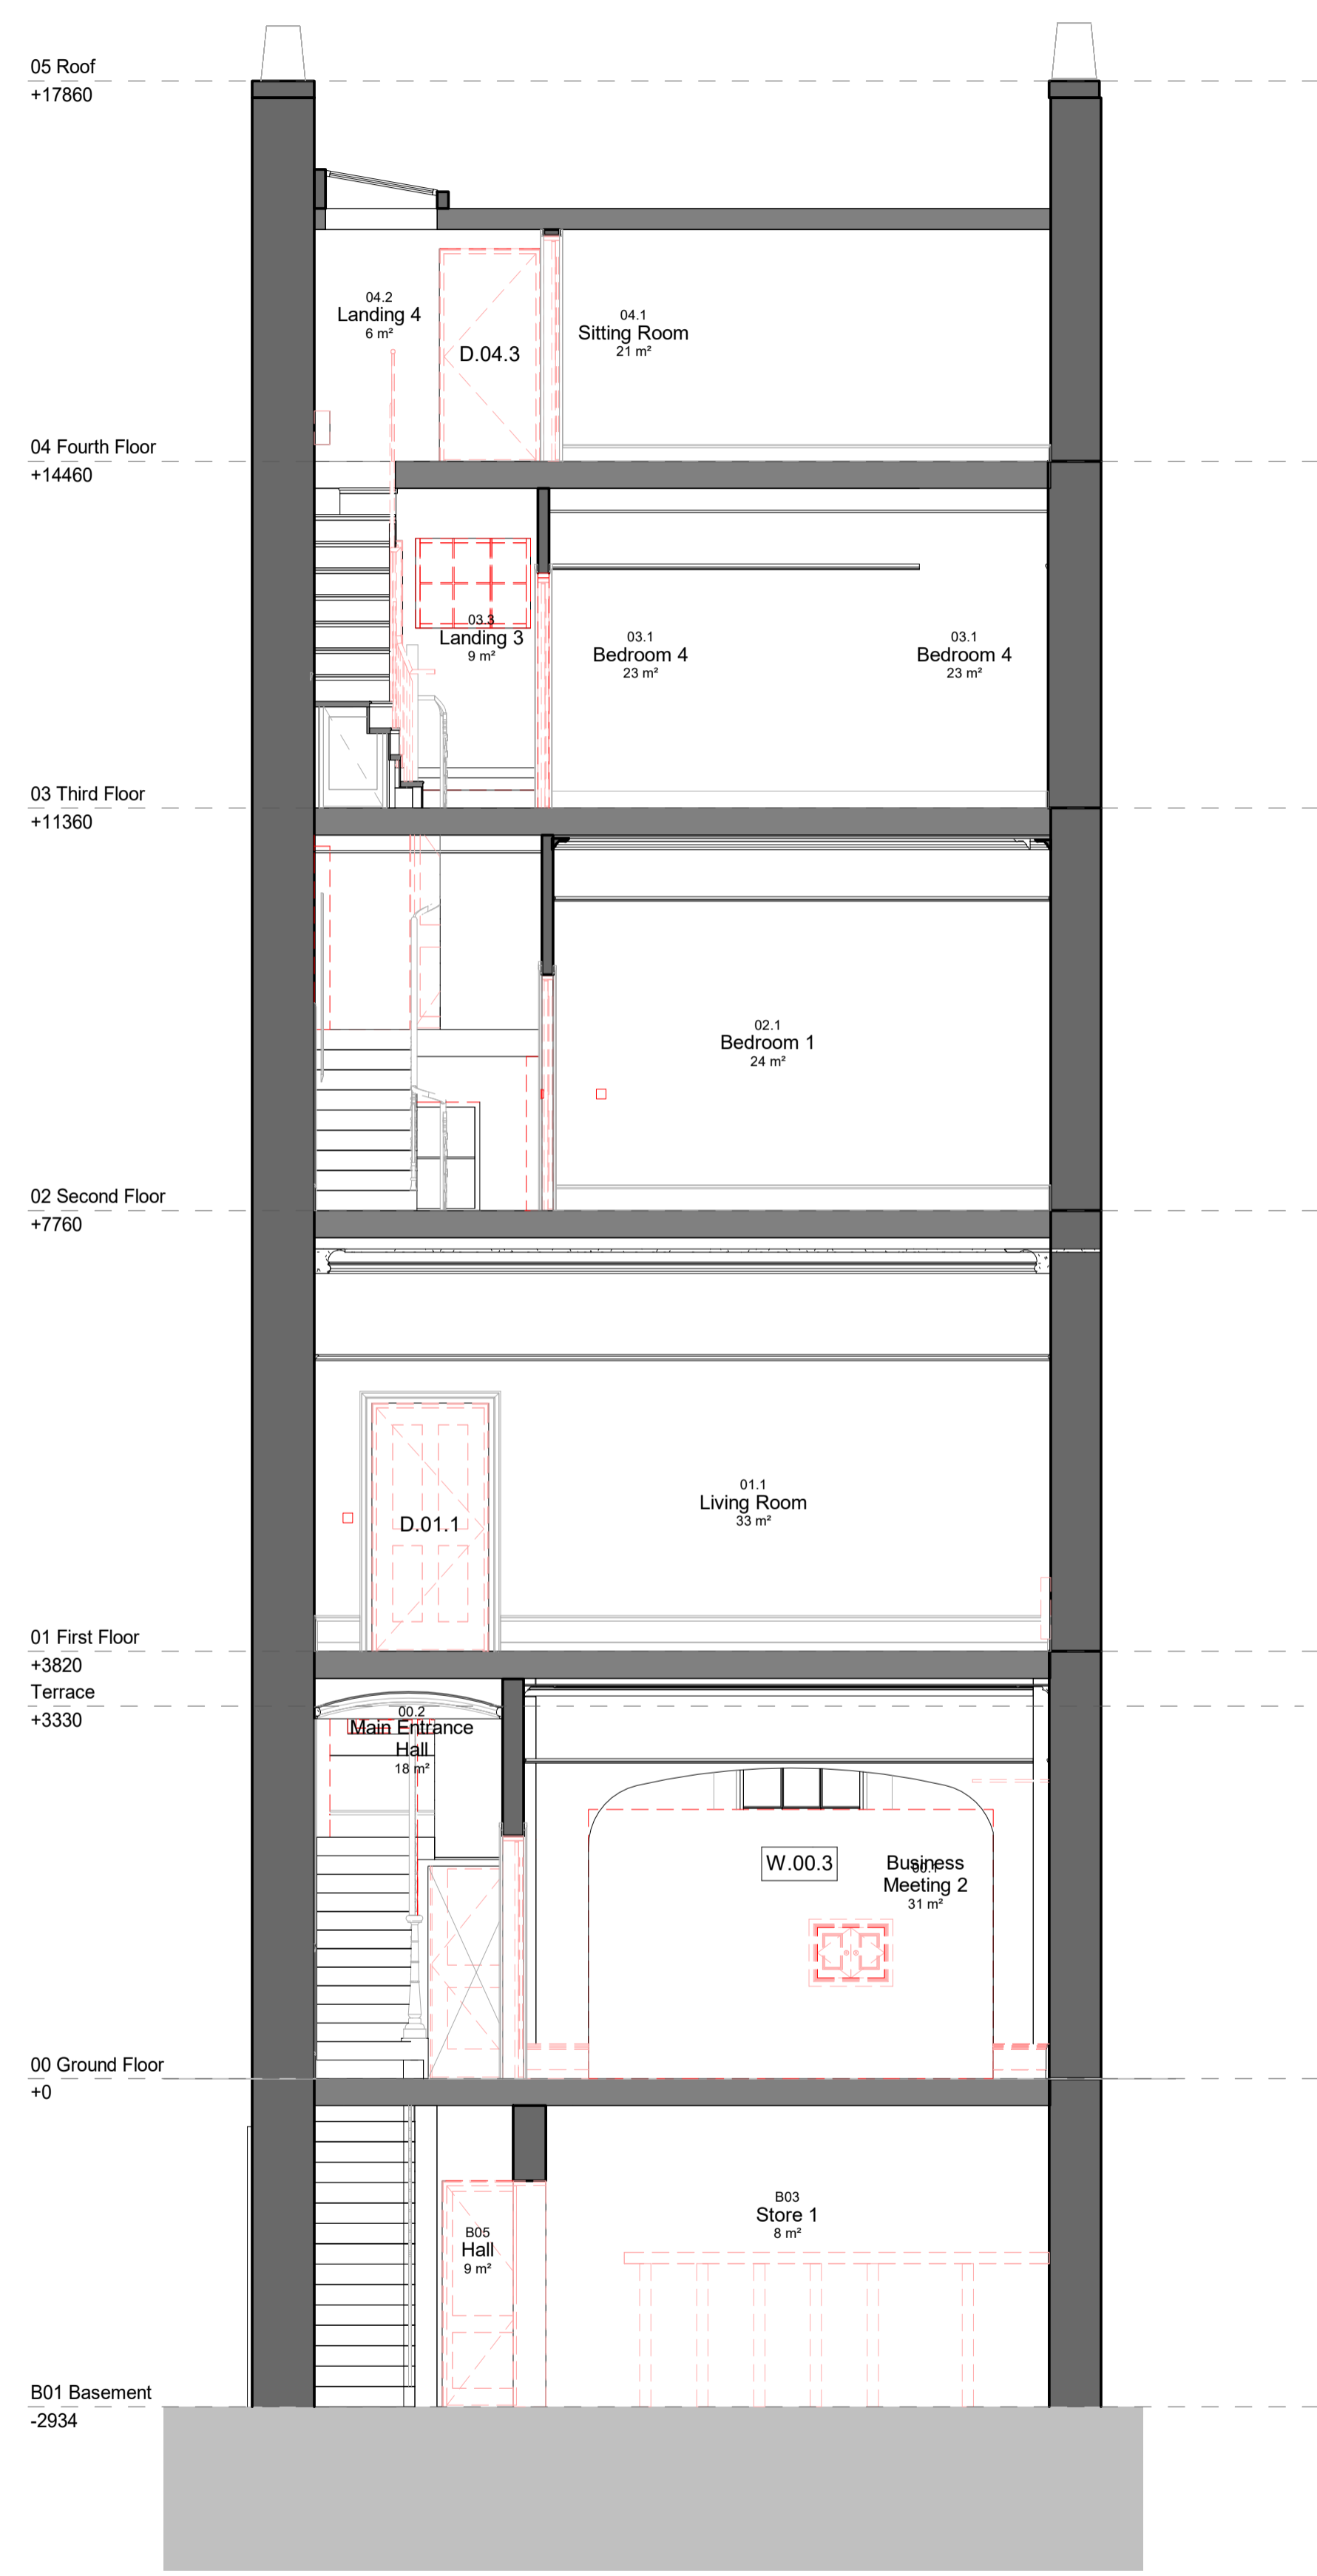 05 Roof
+17860
04.2
Landing 4
6 m²
04.1
Sitting Room
21 m²
D.04.3
04 Fourth Floor
+14460
03.3
Landing 3
9 m²
03.1
Bedroom 4
23 m²
03.1
Bedroom 4
23 m²
03 Third Floor
+11360
02.1
Bedroom 1
24 m²
02 Second Floor
+7760
01.1
Living Room
33 m²
D.01.1
01 First Floor
+3820
Terrace
+3330
00.2
Main Entrance
Hall
18 m²
W.00.3
00.1
Business
Meeting 2
31 m²
00 Ground Floor
+0
B03
Store 1
8 m²
B05
Hall
9 m²
B01 Basement
-2934